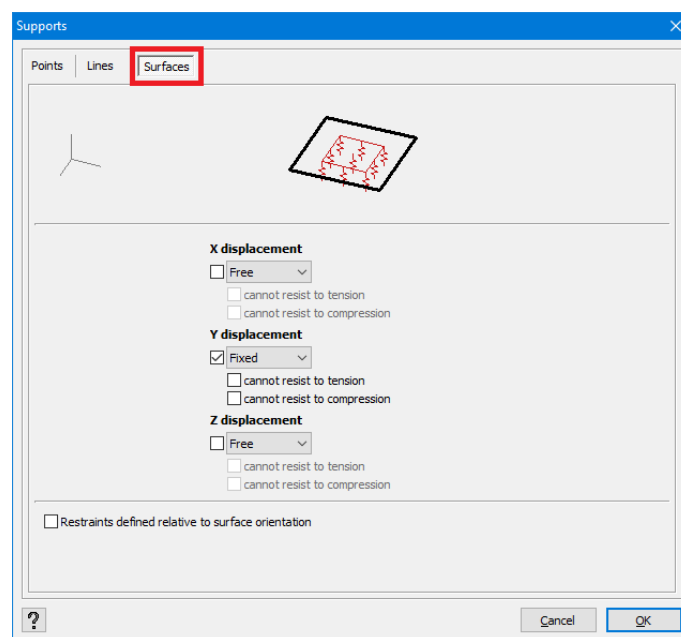 Supports
Points Lines Surfaces
X displacement
Free
cannot resist to tension
cannot resist to compression
Y displacement
Fixed
cannot resist to tension
cannot resist to compression
Z displacement
Free
cannot resist to tension
cannot resist to compression
Restraints defined relative to surface orientation
? Cancel OK